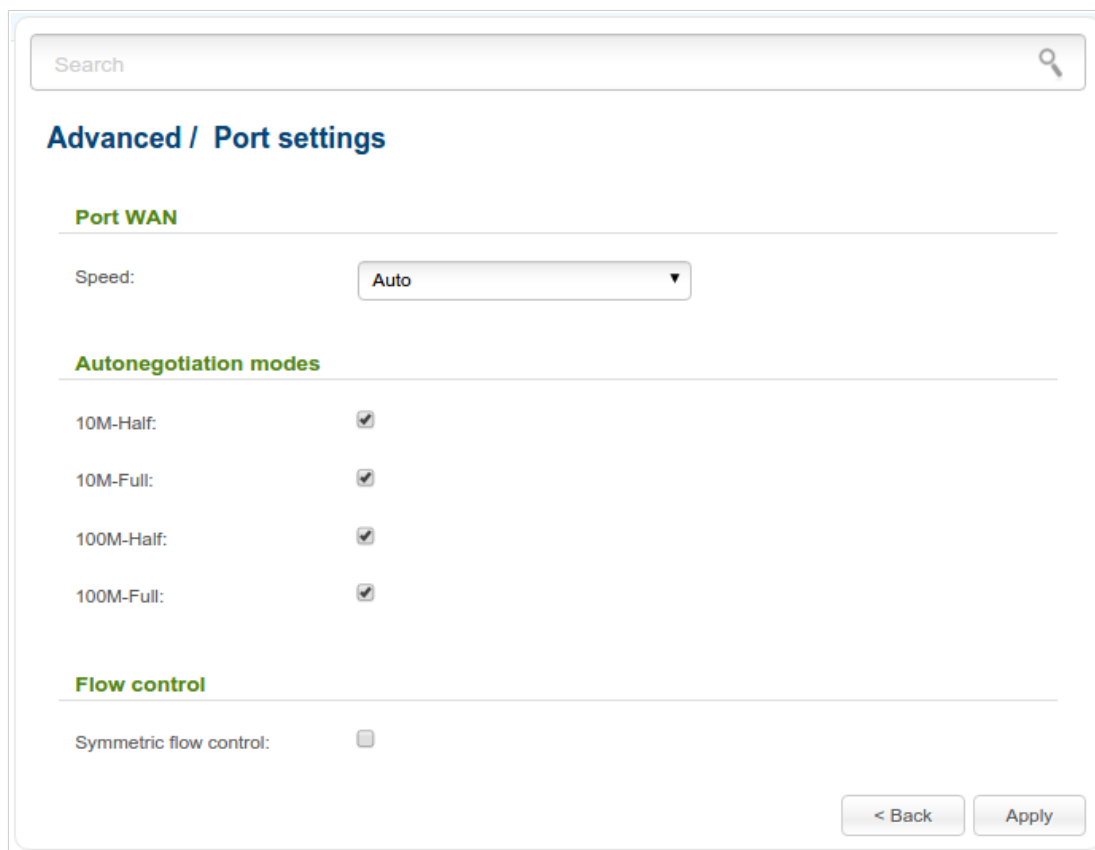 Search
Advanced / Port settings
Port WAN
Speed:
Auto
Autonegotiation modes
10M-Half:
10M-Full:
100M-Half:
100M-Full:
Flow control
Symmetric flow control:
< Back
Apply